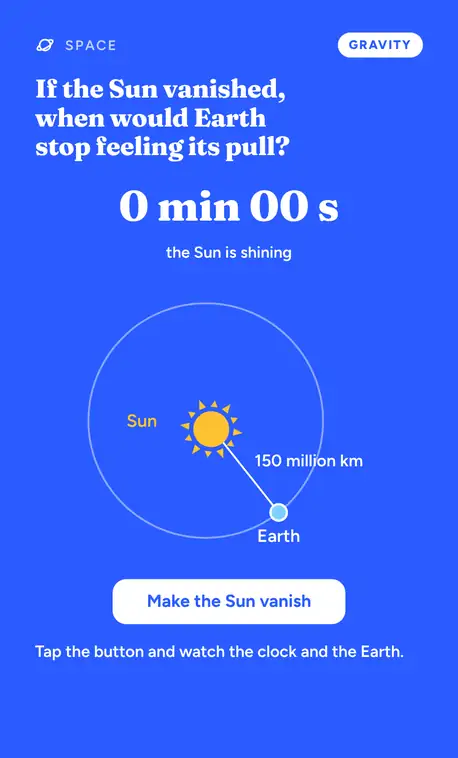 SPACE
GRAVITY
If the Sun vanished,
when would Earth
stop feeling its pull?
0 min 00 s
the Sun is shining
Sun
150 million km
Earth
Make the Sun vanish
Tap the button and watch the clock and the Earth.